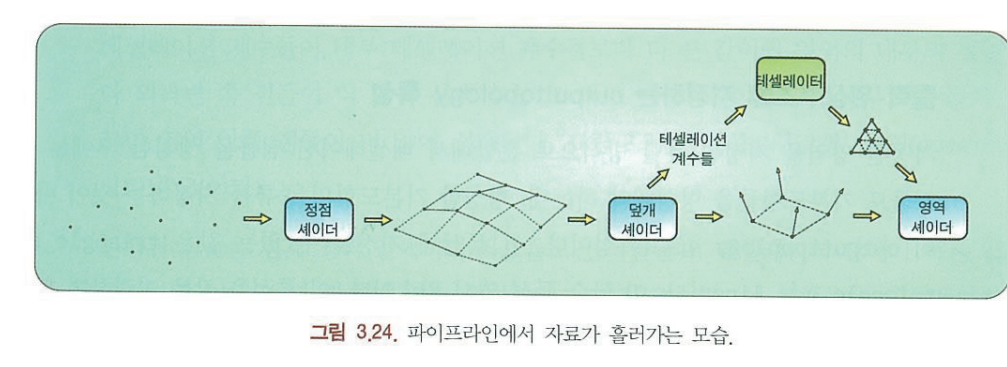 테셀레이터
테셀레이션
계수들
정점
셰이더
덮개
셰이더
영역
셰이더
그림 3.24. 파이프라인에서 자료가 흘러가는 모습.